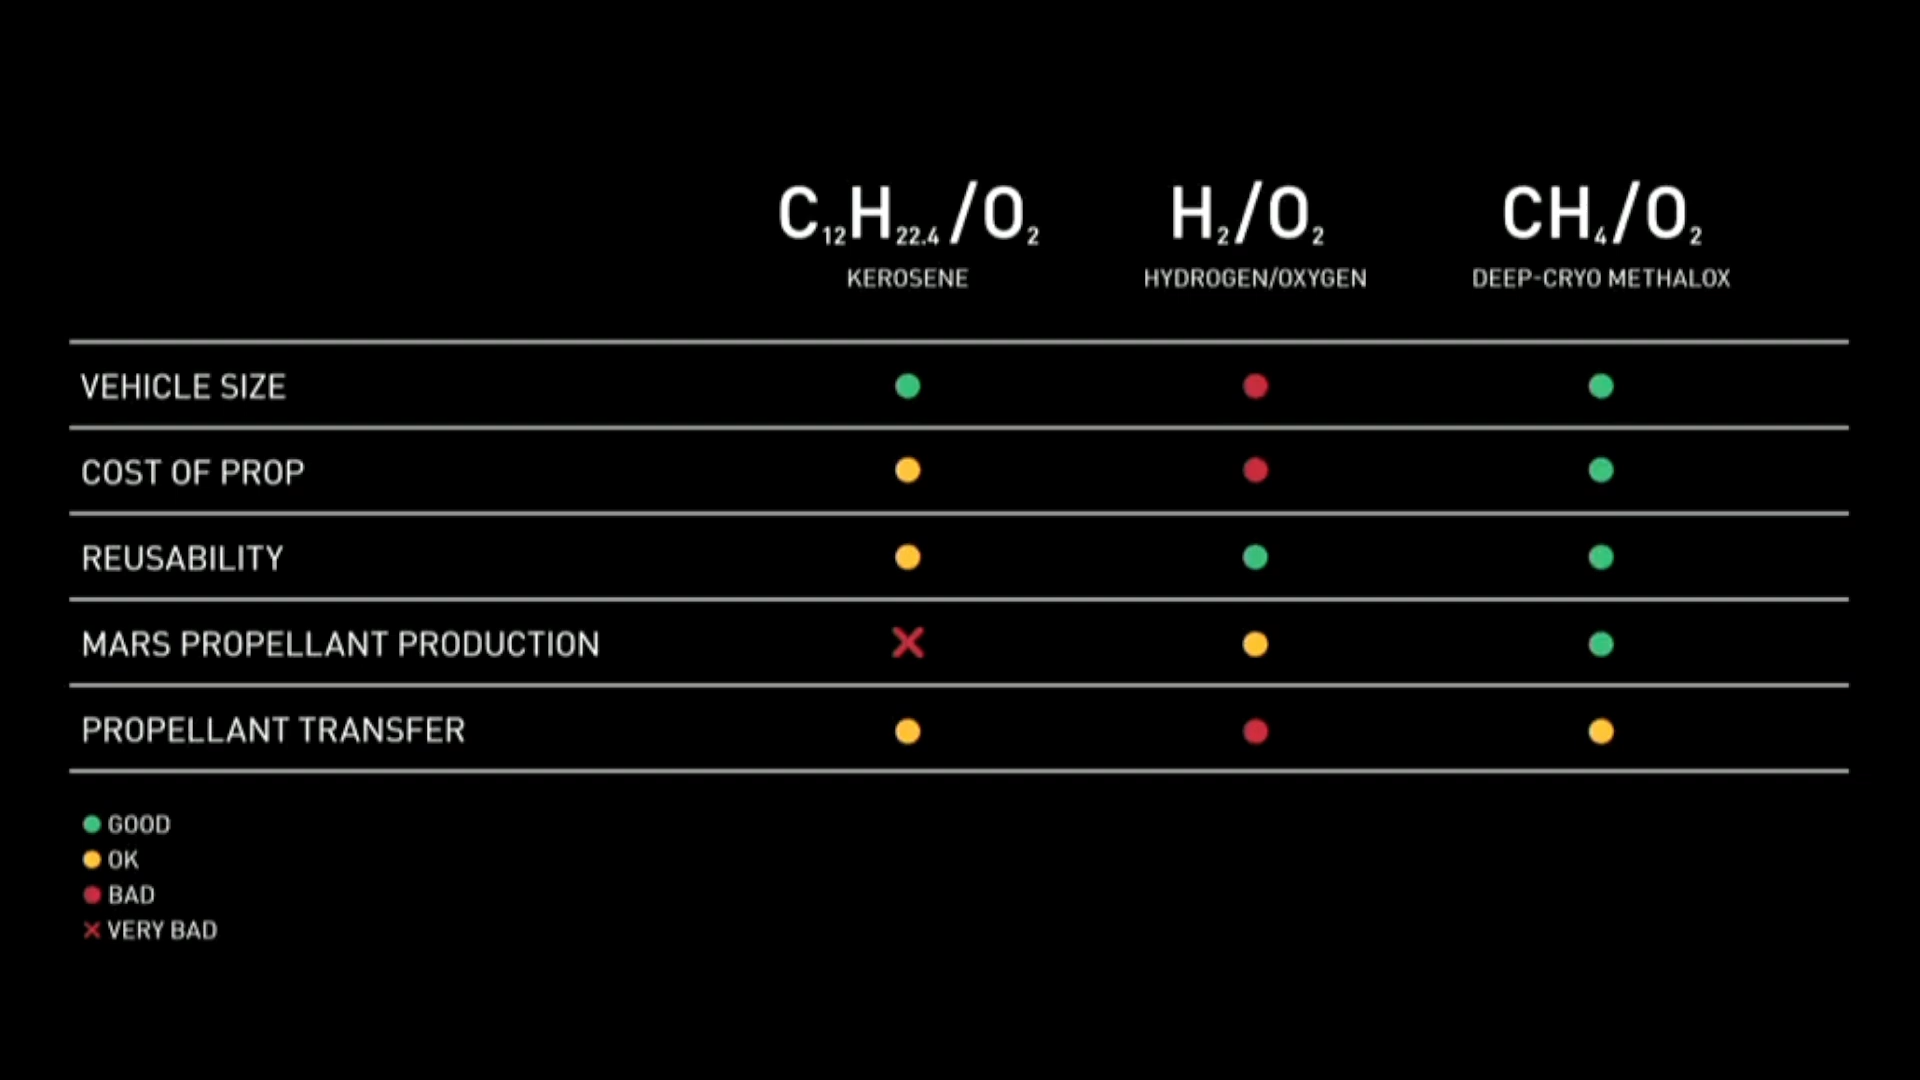 C₁₂H₂₂.₄/O₂ H₂/O₂ CH₄/O₂
KEROSENE HYDROGEN/OXYGEN DEEP-CRYO METHALOX
VEHICLE SIZE
COST OF PROP
REUSABILITY
MARS PROPELLANT PRODUCTION
PROPELLANT TRANSFER
GOOD
OK
BAD
VERY BAD